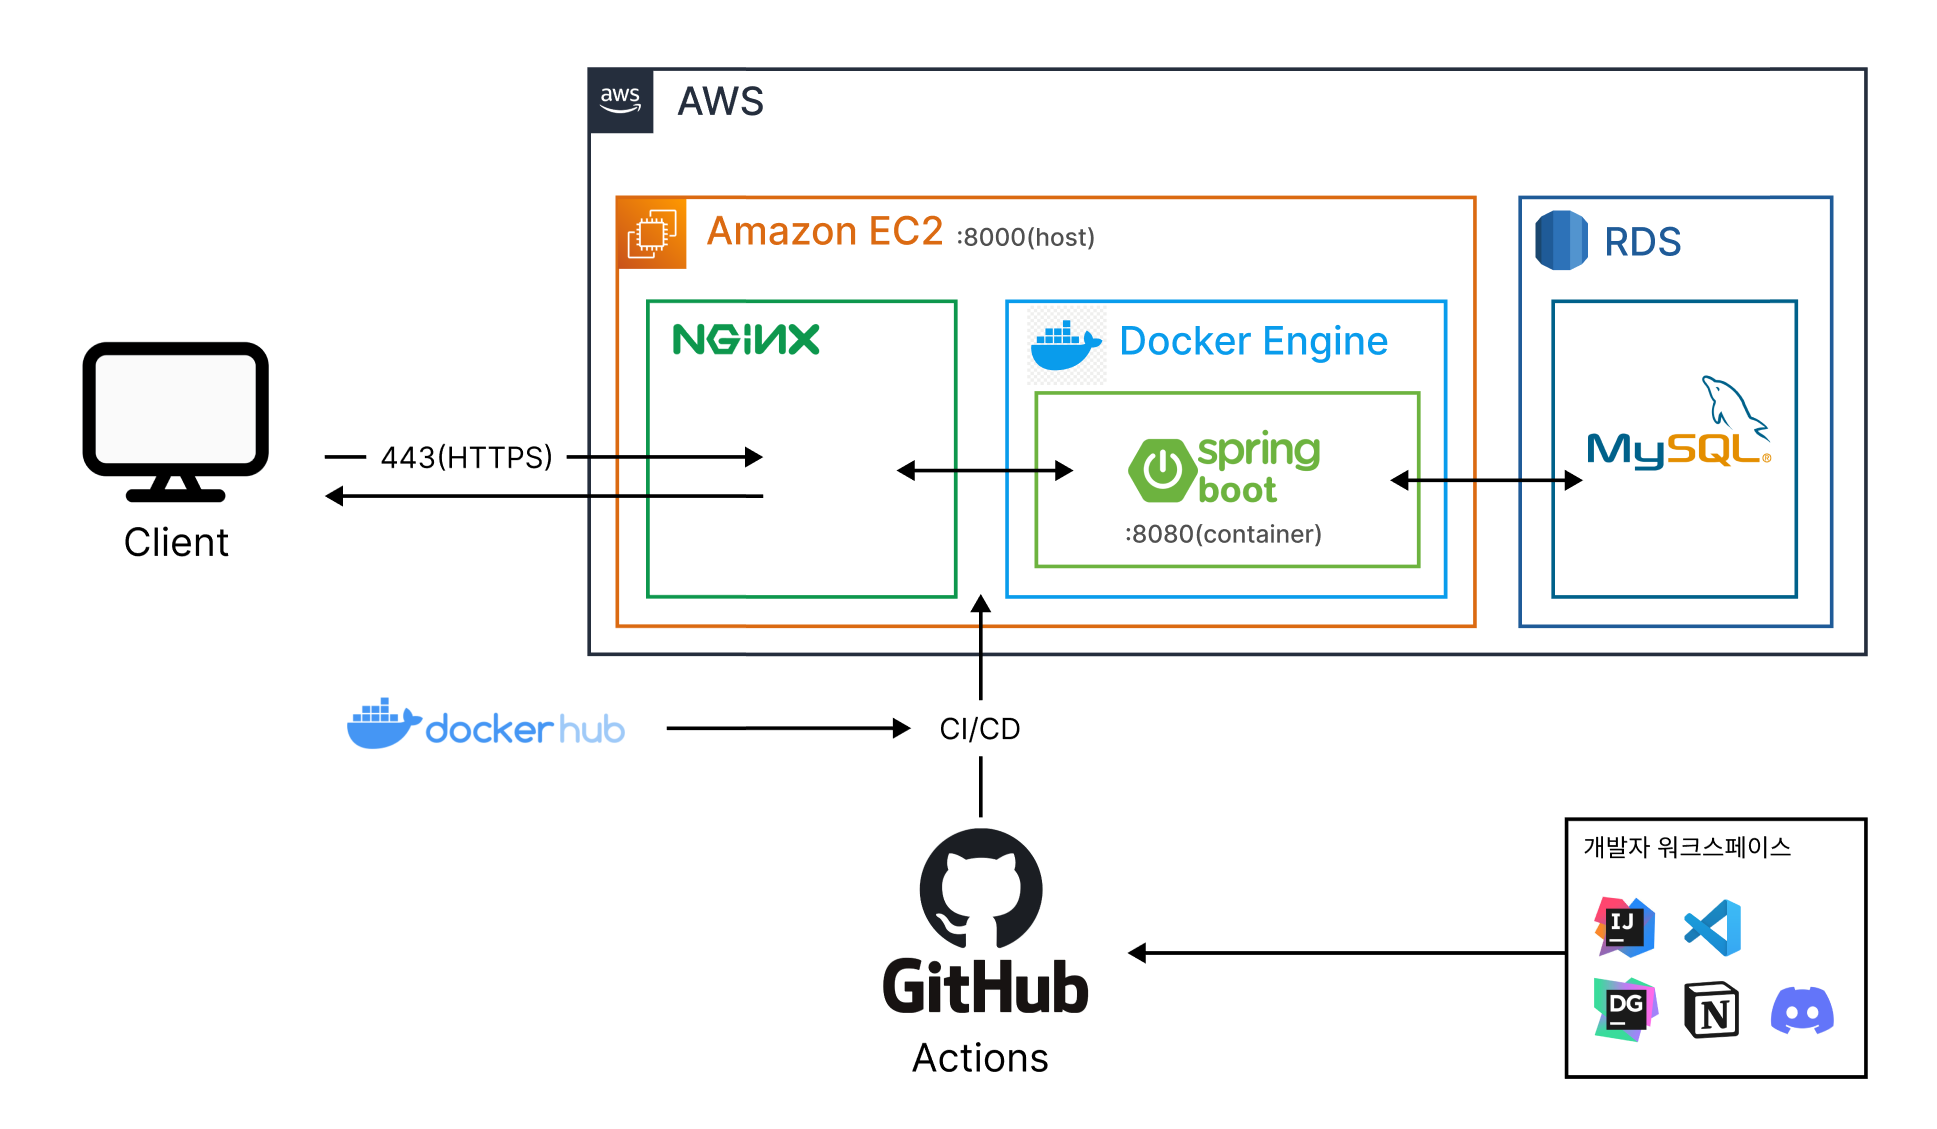 aws
AWS
Amazon EC2 :8000(host)
RDS
NGINX
Docker Engine
spring
boot
:8080(container)
MySQL®
443(HTTPS)
Client
docker hub
CI/CD
GitHub
Actions
개발자 워크스페이스
IJ
DG
N